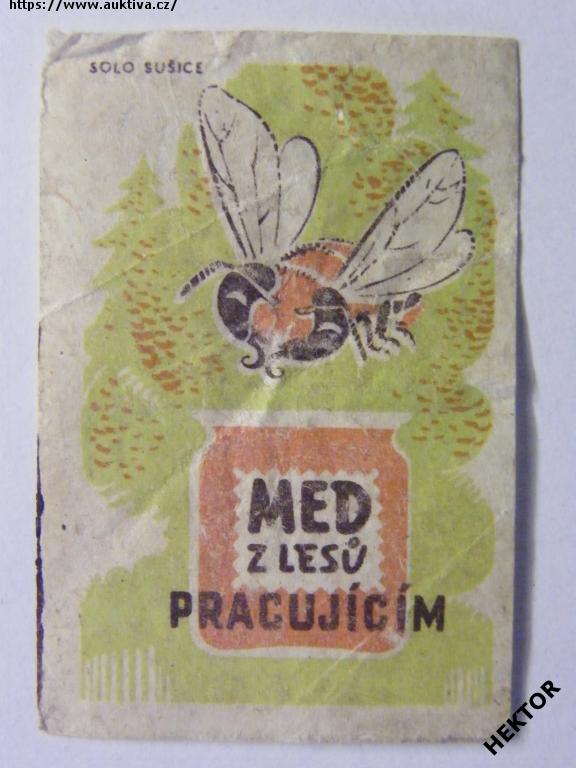 https://www.auktiva.cz/
SOLO SUŠICE
MED
Z LESŮ
PRACUJÍCÍM
HEKTOR